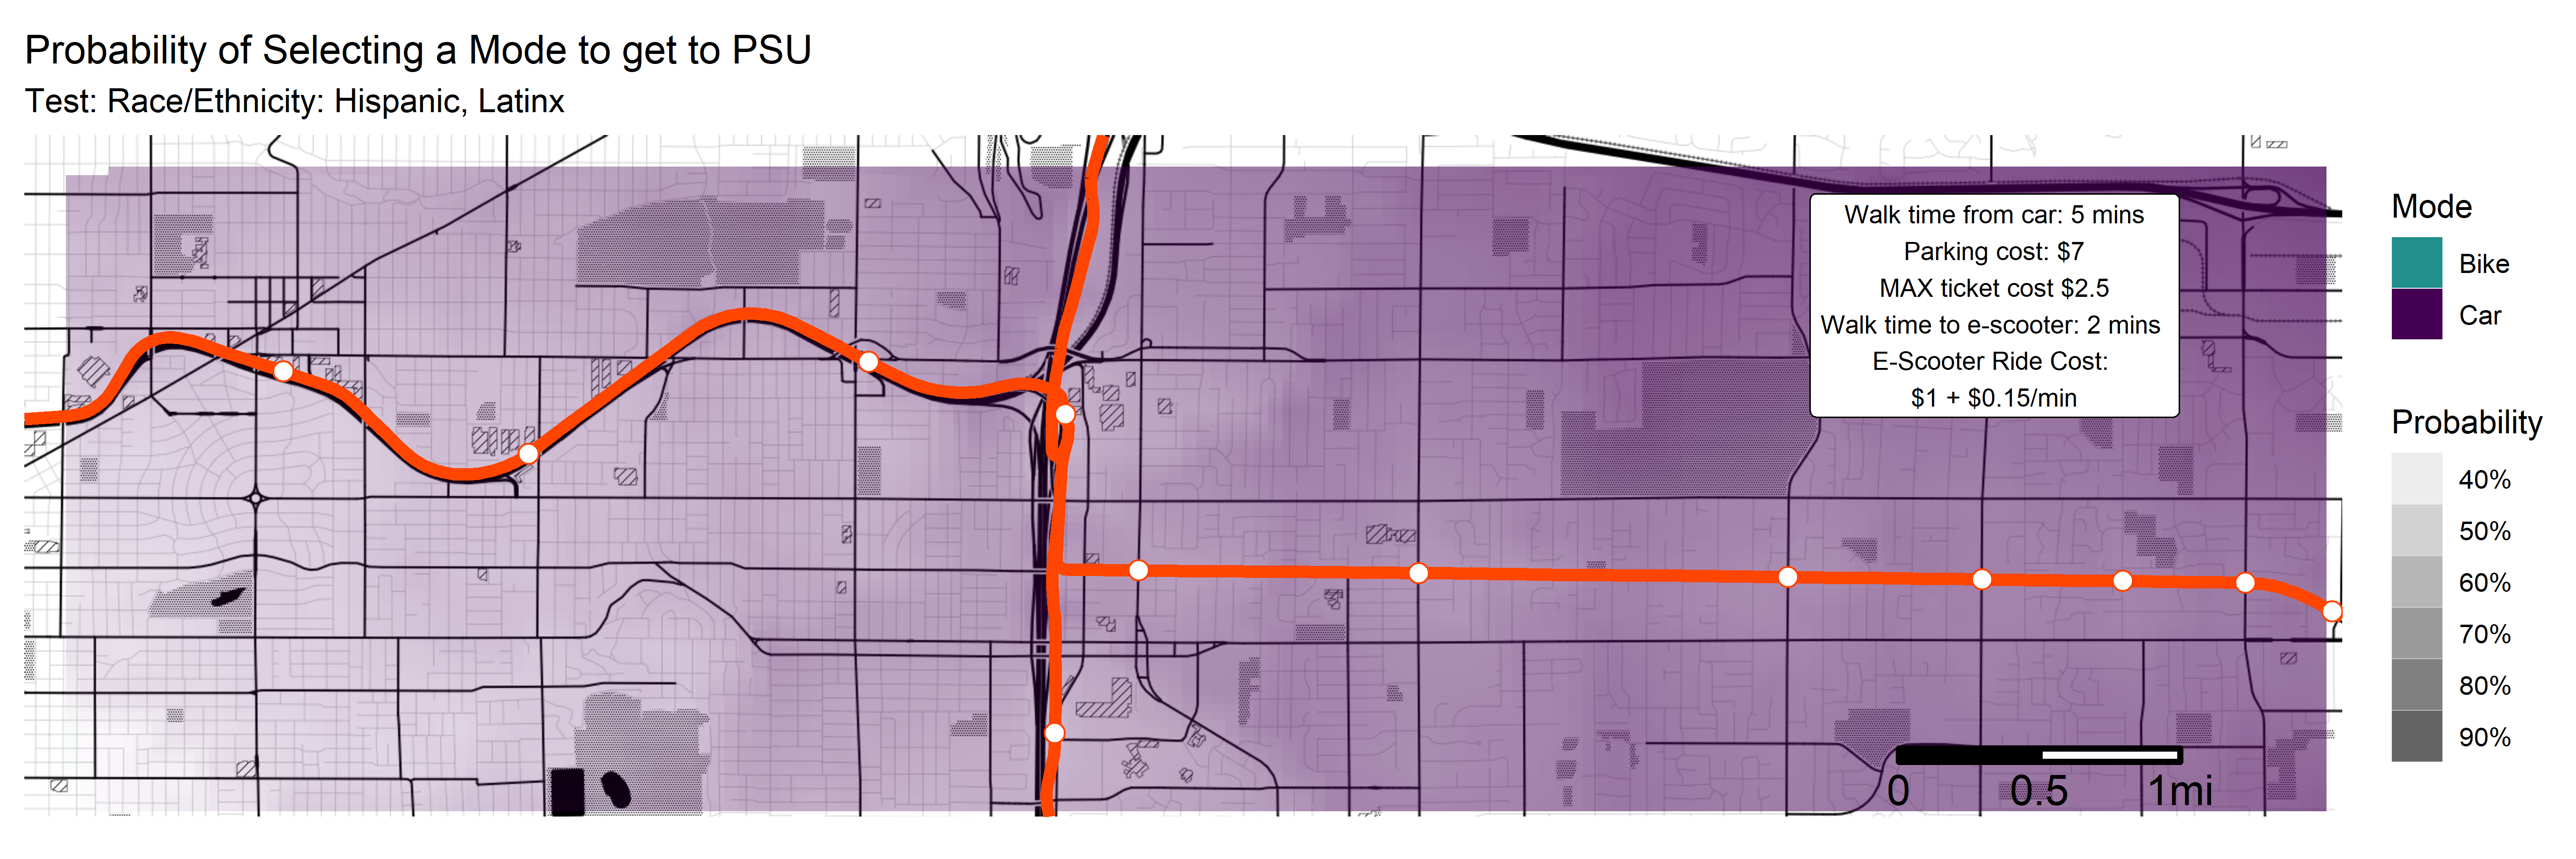 Probability of Selecting a Mode to get to PSU
Test: Race/Ethnicity: Hispanic, Latinx
Walk time from car: 5 mins
Parking cost: $7
MAX ticket cost $2.5
Walk time to e-scooter: 2 mins
E-Scooter Ride Cost:
$1 + $0.15/min
0 0.5 1mi
Mode
Bike
Car
Probability
40%
50%
60%
70%
80%
90%